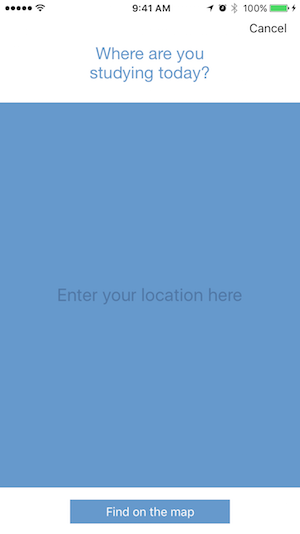 9:41 AM 100%
Cancel
Where are you
studying today?
Enter your location here
Find on the map